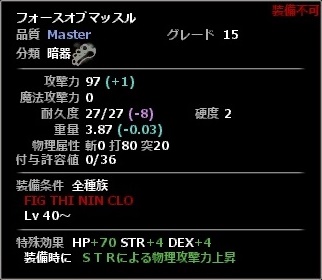 フォースオブマッスル
装備不可
品質 Master グレード 15
分類 暗器
攻撃力 97 (+1)
魔法攻撃力 0
耐久度 27/27 (-8) 硬度 2
重量 3.87 (-0.03)
物理属性 斬0 打80 突20
付与許容値 0/36
装備条件 全種族
FIG THI NIN CLO
Lv 40～
特殊効果 HP+70 STR+4 DEX+4
装備時に ＳＴＲによる物理攻撃力上昇